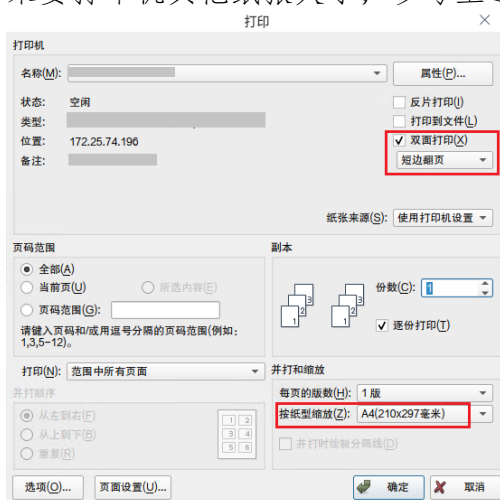 打印
打印机
名称(M):
属性(P)...
状态: 空闲
反片打印(I)
类型:
打印到文件(L)
位置: 172.25.74.196
双面打印(X)
备注:
短边翻页
纸张来源(S): 使用打印机设置
页码范围
副本
全部(A)
当前页(U) 所选内容(E)
份数(C): 1
页码范围(G):
请键入页码和/或用逗号分隔的页码范围(例如:
1,3,5-12)。
逐份打印(T)
打印(N): 范围中所有页面
并打和缩放
并打顺序
每页的版数(H): 1 版
从左到右(F)
按纸型缩放(Z): A4(210x297毫米)
从上到下(B)
并打时绘制分隔线(D)
重复(R)
1 2
3 4
5 6
选项(O)... 页面设置(U)... 确定 取消